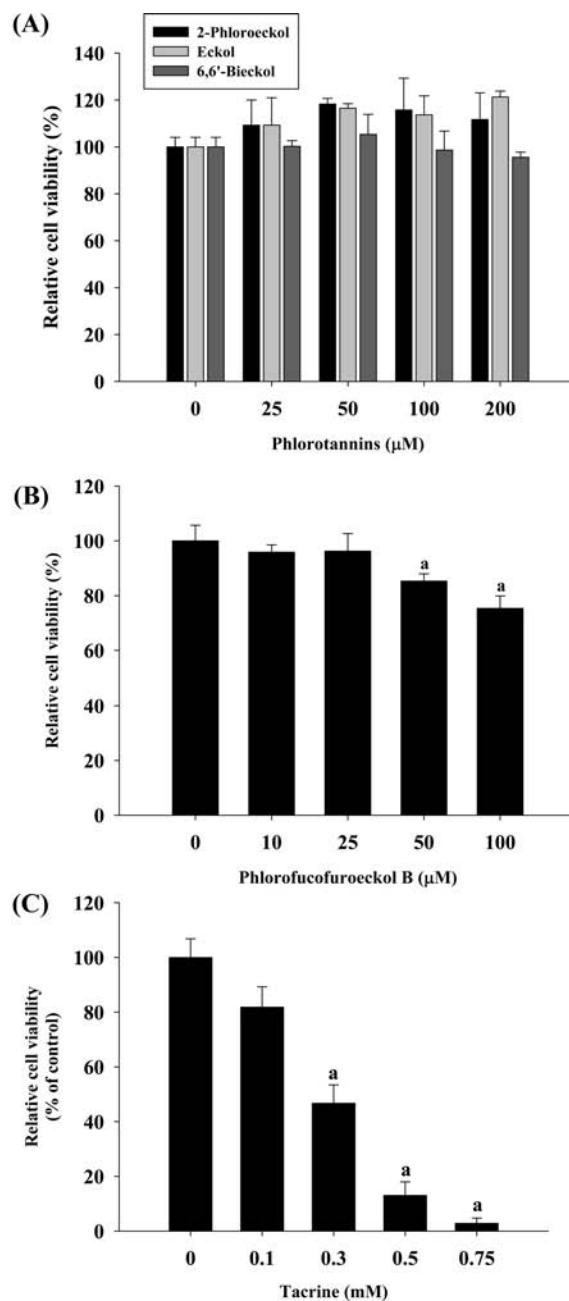 (A)
2-Phloroeckol
Eckol
6,6'-Bieckol
Relative cell viability (%)
140
120
100
80
60
40
20
0
0 25 50 100 200
Phlorotannins (μM)
(B)
Relative cell viability (%)
120
100
80
60
40
20
0
a a
0 10 25 50 100
Phlorofucofuroeckol B (μM)
(C)
Relative cell viability
(% of control)
120
100
80
60
40
20
0
a
a
a
0 0.1 0.3 0.5 0.75
Tacrine (mM)